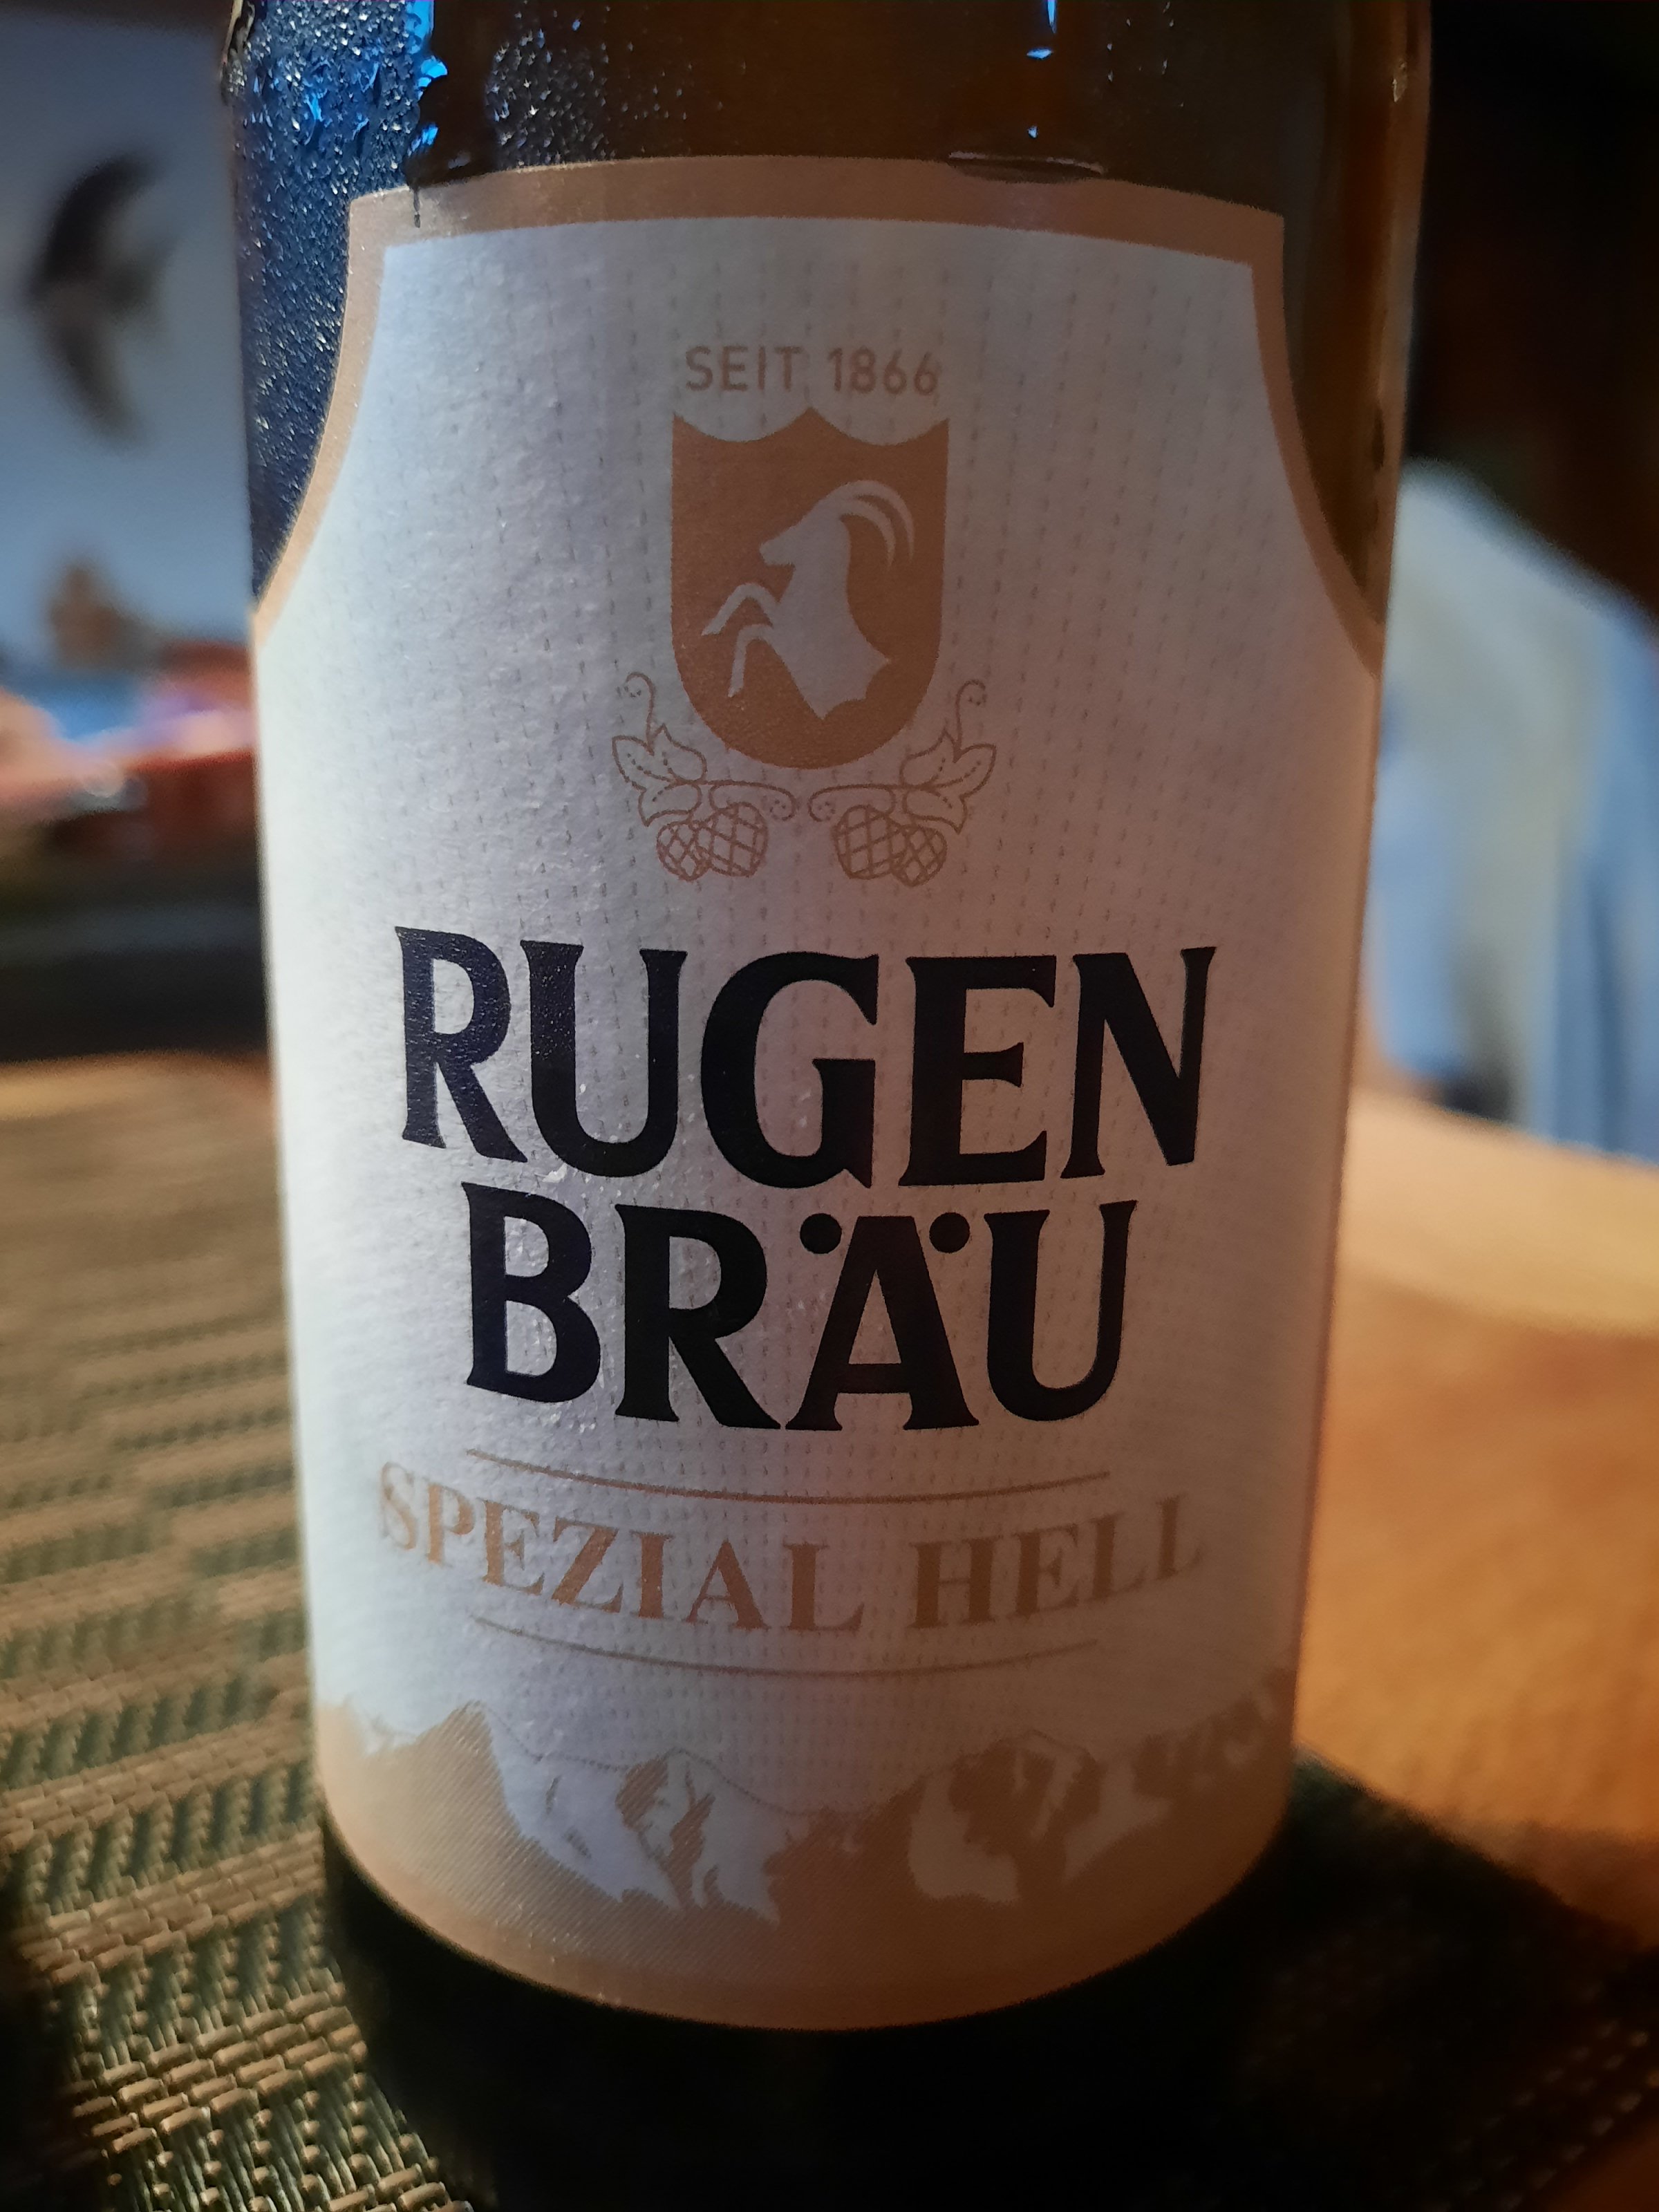 SEIT 1866
RUGEN
BRÄU
SPEZIAL HELL